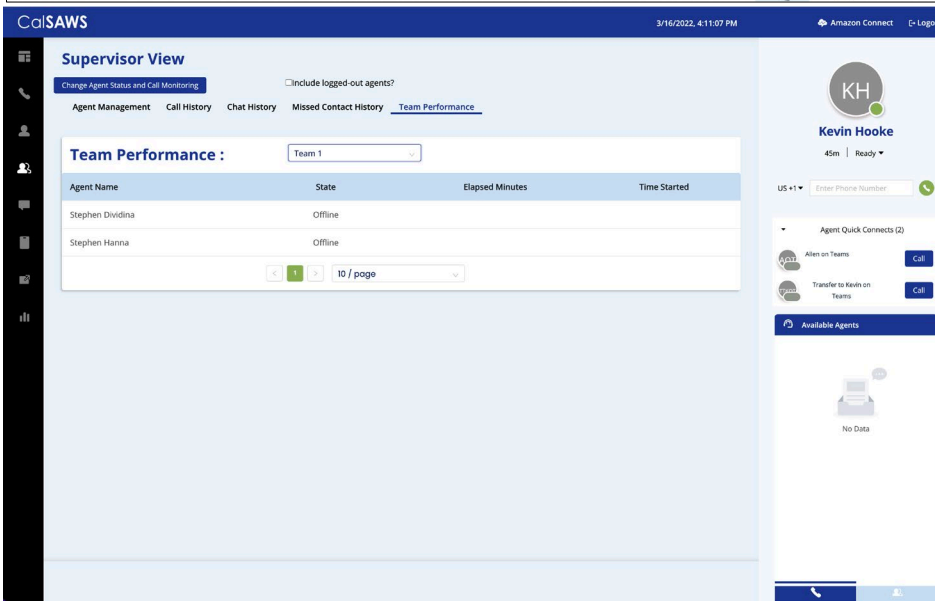 CalSAWS
3/16/2022, 4:11:07 PM
Amazon Connect
Logo
Supervisor View
Change Agent Status and Call Monitoring
Include logged-out agents?
Agent Management Call History Chat History Missed Contact History Team Performance
Team Performance :
Team 1
Agent Name State Elapsed Minutes Time Started
Stephen Dividina Offline
Stephen Hanna Offline
< 1 > 10 / page
KH
Kevin Hooke
45m | Ready
US +1 Enter Phone Number
Agent Quick Connects (2)
Allen on Teams
Call
Transfer to Kevin on
Teams
Call
Available Agents
No Data